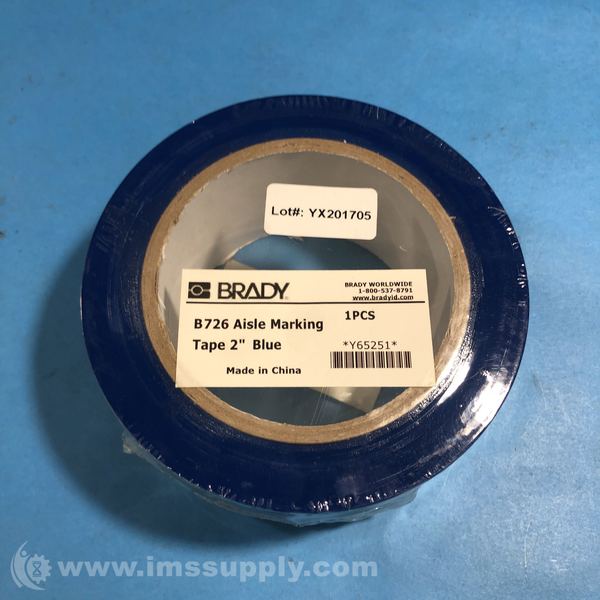 Lot#: YX201705
BRADY
BRADY WORLDWIDE
1-800-537-8791
www.bradyid.com
B726 Aisle Marking
1PCS
Tape 2" Blue
*Y65251*
Made in China
www.imssupply.com